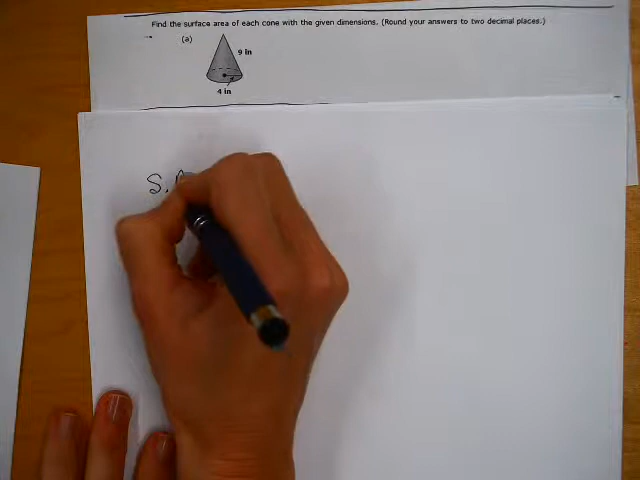 Find the surface area of each cone with the given dimensions. (Round your answers to two decimal places.)
(a)
9 in
4 in
S.